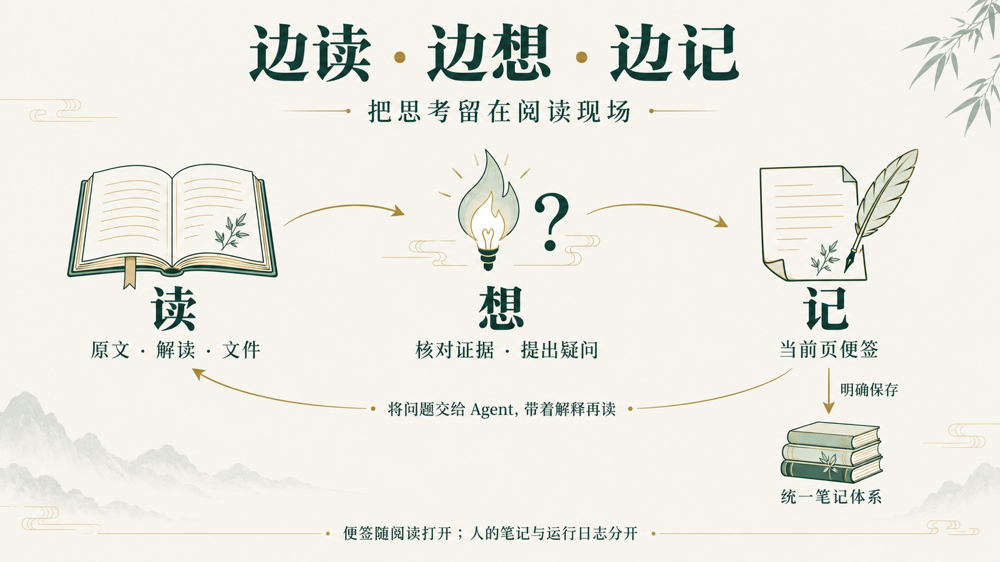 边读·边想·边记
把思考留在阅读现场
?
读
原文·解读·文件
想
核对证据·提出疑问
记
当前页便签
明确保存
将问题交给 Agent, 带着解释再读
统一笔记体系
便签随阅读打开；人的笔记与运行日志分开